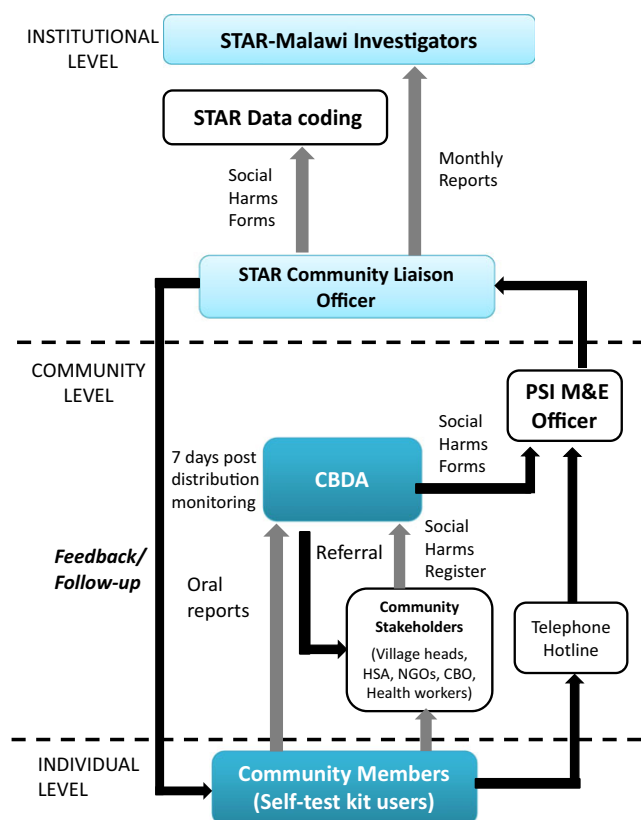 INSTITUTIONAL
LEVEL
STAR-Malawi Investigators
STAR Data coding
Social
Harms
Forms
Monthly
Reports
STAR Community Liaison
Officer
COMMUNITY
LEVEL
PSI M&E
Officer
Social
Harms
Forms
7 days post
distribution
monitoring
CBDA
Feedback/
Follow-up
Oral
reports
Referral
Social
Harms
Register
Community
Stakeholders
(Village heads,
HSA, NGOs, CBO,
Health workers)
Telephone
Hotline
INDIVIDUAL
LEVEL
Community Members
(Self-test kit users)